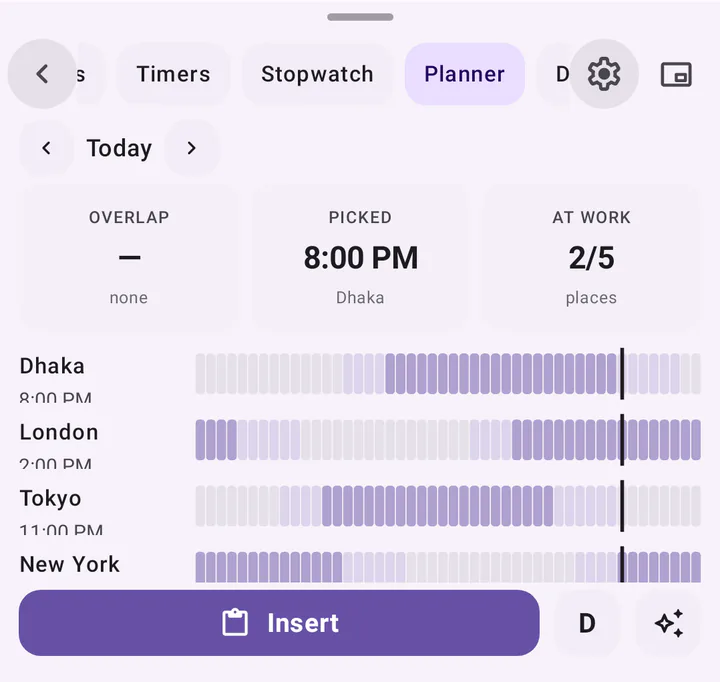 s Timers Stopwatch Planner D
Today
OVERLAP PICKED AT WORK
– 8:00 PM 2/5
none Dhaka places
Dhaka
8:00 PM
London
2:00 PM
Tokyo
11:00 PM
New York
Insert D